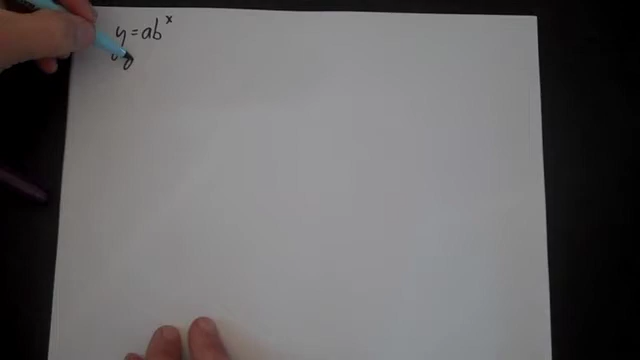 y = ab^x